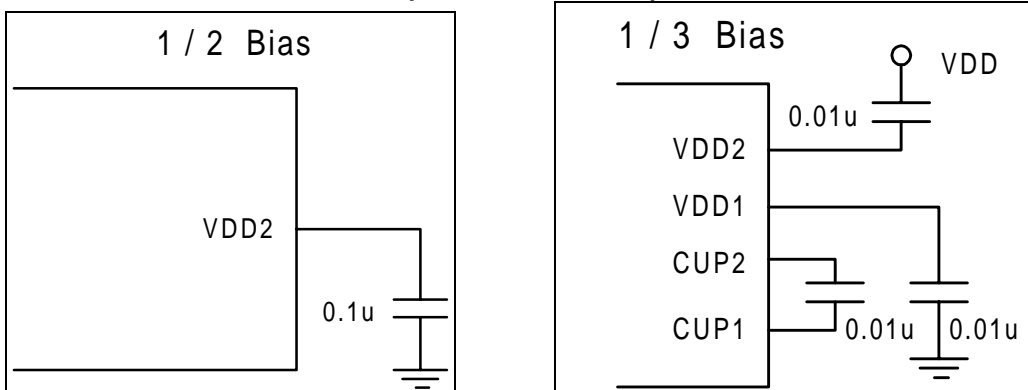 1 / 2 Bias
VDD2
0.1u
1 / 3 Bias
VDD
0.01u
VDD2
VDD1
CUP2
CUP1
0.01u
0.01u